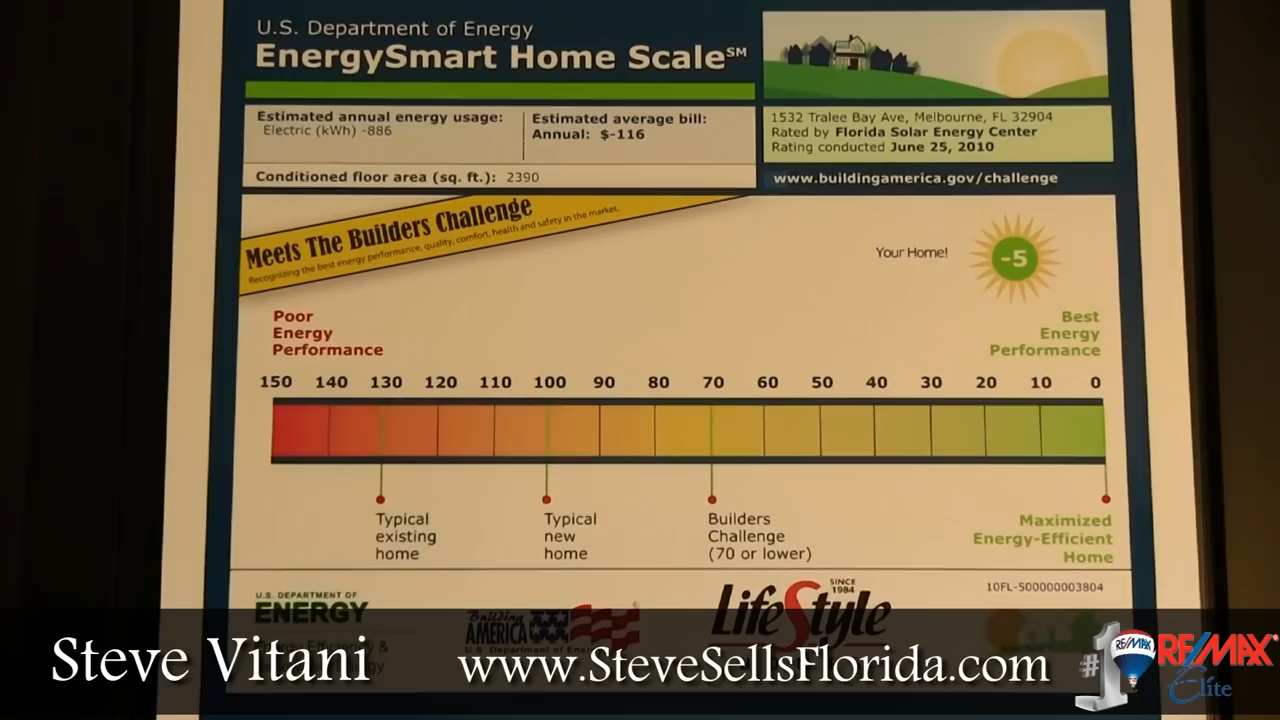 U.S. Department of Energy
EnergySmart Home Scale℠
Estimated annual energy usage:
Electric (kWh) -886
Estimated average bill:
Annual: $-116
Conditioned floor area (sq. ft.): 2390
1532 Tralee Bay Ave, Melbourne, FL 32904
Rated by Florida Solar Energy Center
Rating conducted June 25, 2010
www.buildingamerica.gov/challenge
Meets The Builders Challenge
Recognizing the best energy performance, quality, comfort, health and safety in the market.
Your Home!
-5
Poor
Energy
Performance
Best
Energy
Performance
150 140 130 120 110 100 90 80 70 60 50 40 30 20 10 0
Typical
existing
home
Typical
new
home
Builders
Challenge
(70 or lower)
Maximized
Energy-Efficient
Home
U.S. DEPARTMENT OF
ENERGY
Energy Efficiency &
Building
AMERICA
U.S. Department of
SINCE
1984
LifeStyle
10FL-S00000003804
Steve Vitani
www.SteveSellsFlorida.com
#1
RE/MAX
RE/MAX
Elite